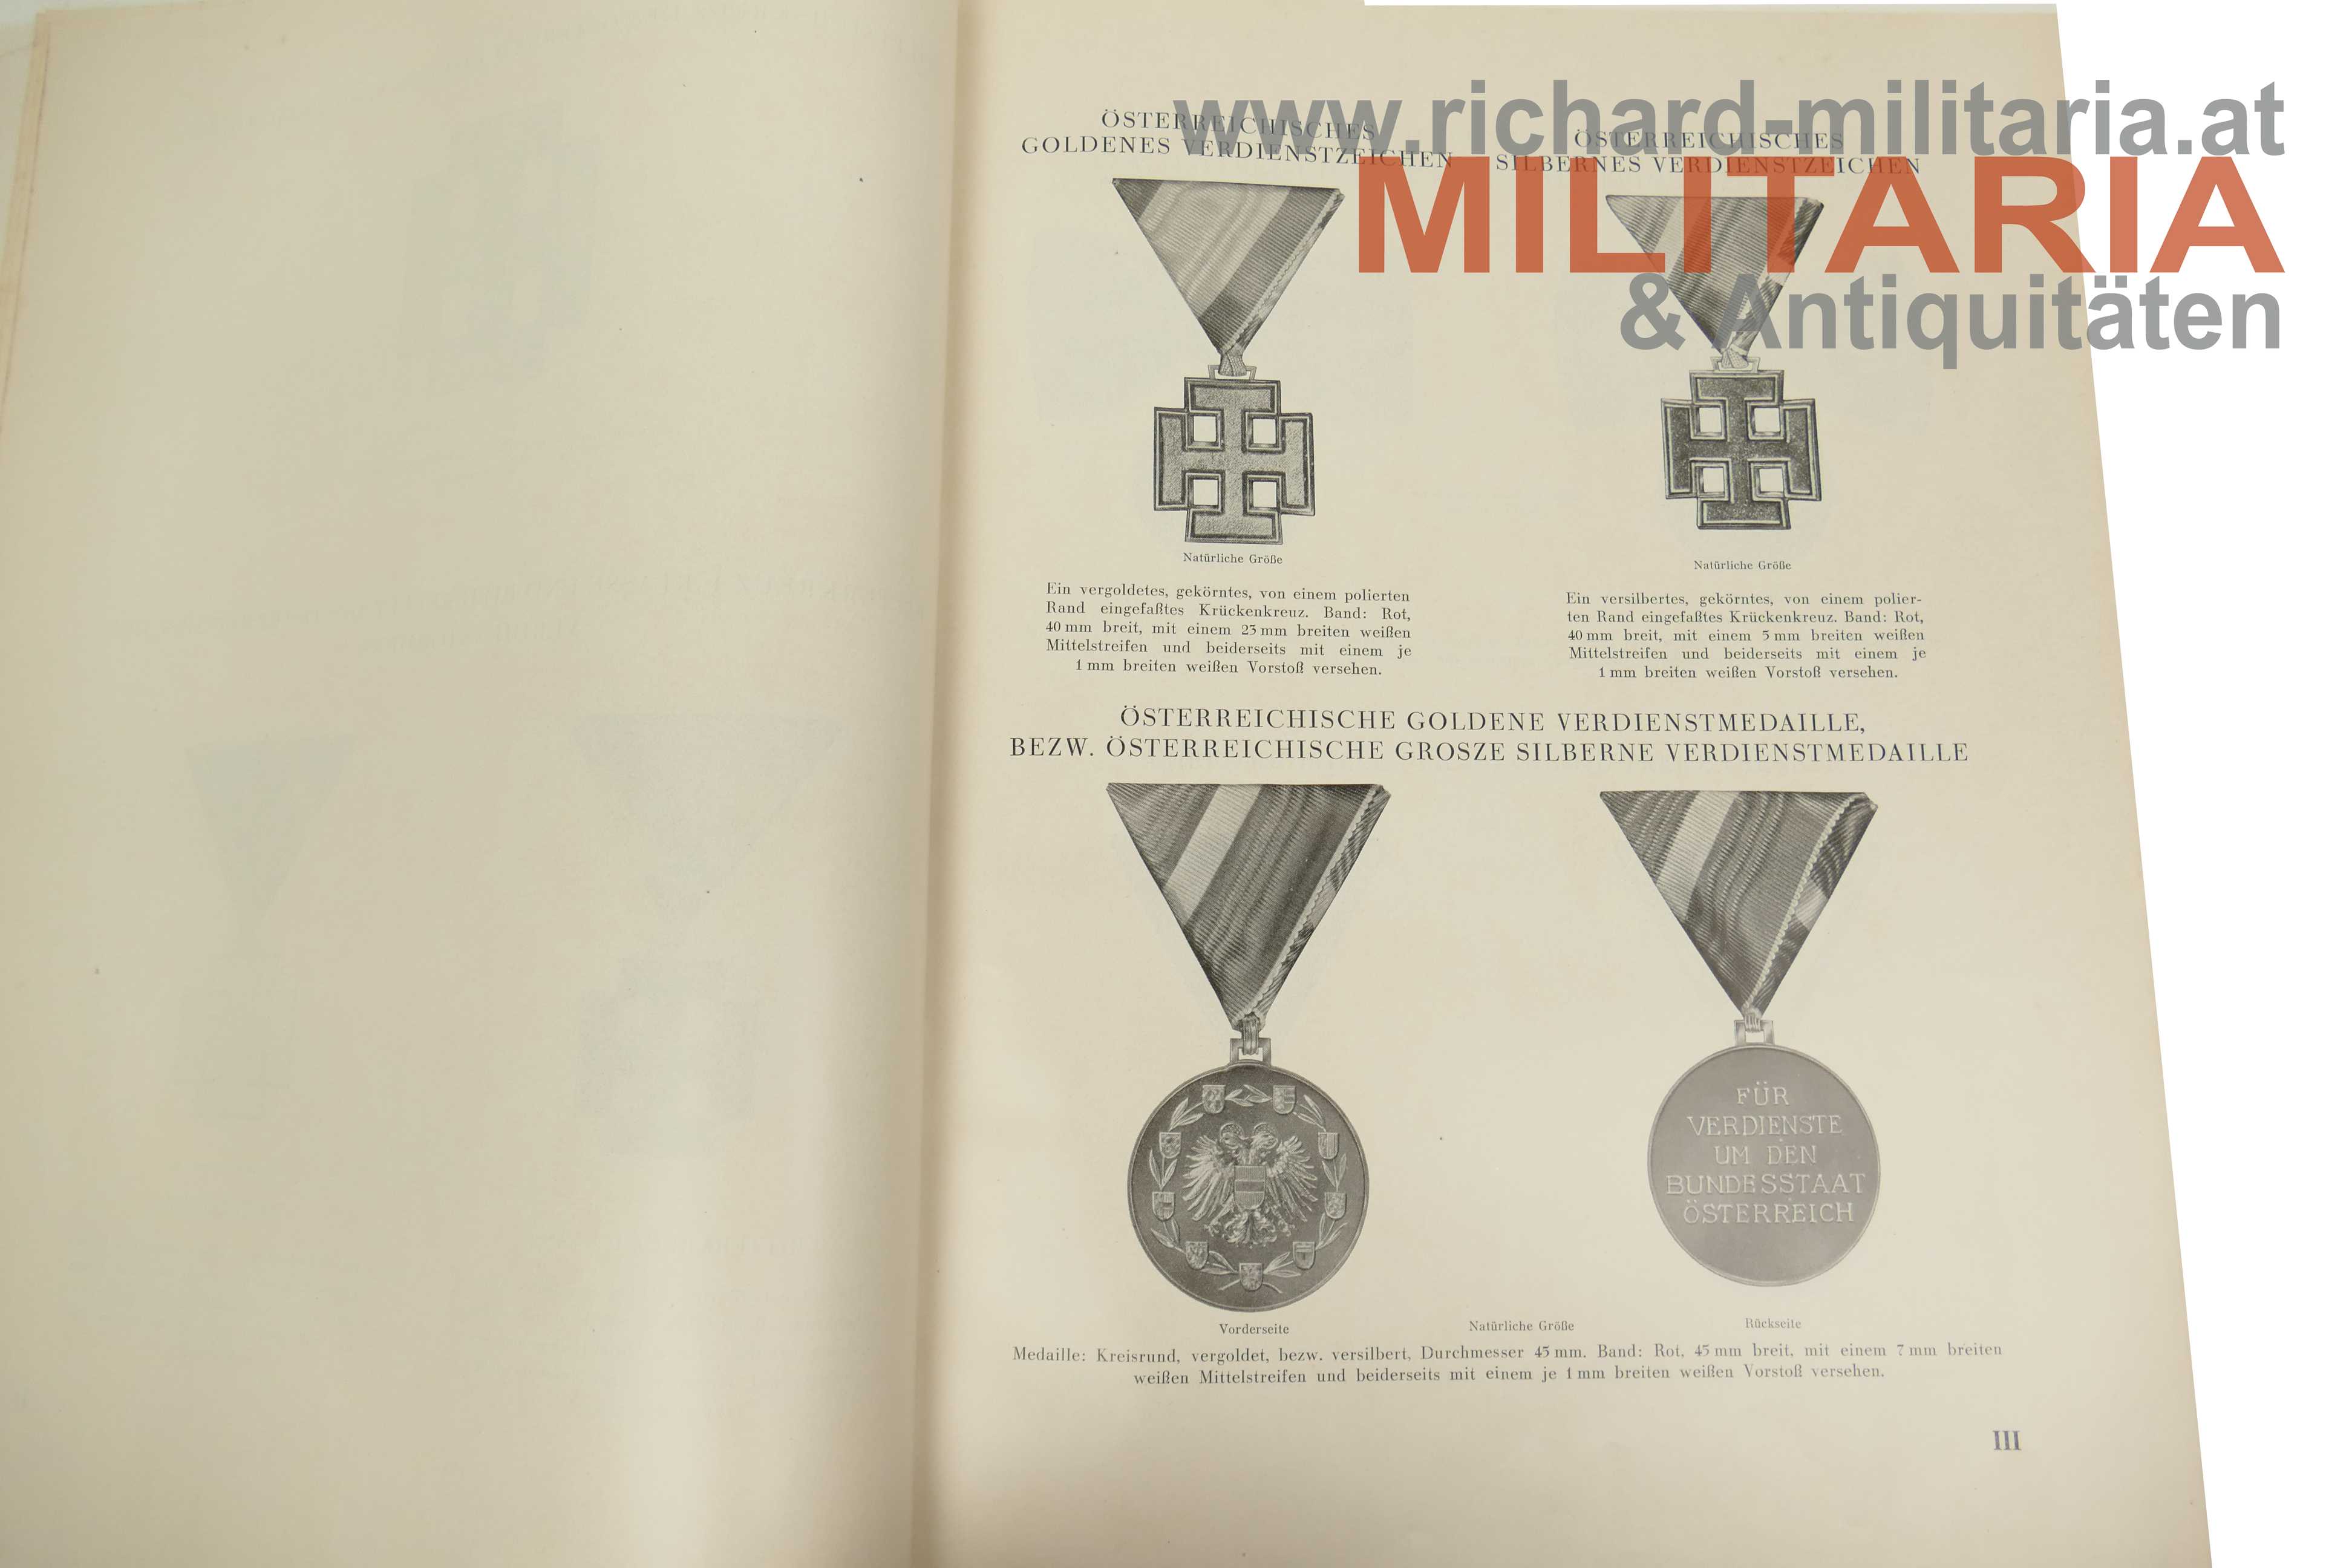 www.richard-militaria.at
MILITARIA
& Antiquitäten
ÖSTERREICHISCHES
GOLDENES VERDIENSTZEICHEN
Natürliche Größe
Ein vergoldetes, gekörntes, von einem polierten
Rand eingefaßtes Krückenkreuz. Band: Rot,
40 mm breit, mit einem 23 mm breiten weißen
Mittelstreifen und beiderseits mit einem je
1 mm breiten weißen Vorstoß versehen.
ÖSTERREICHISCHES
SILBERNES VERDIENSTZEICHEN
Natürliche Größe
Ein versilbertes, gekörntes, von einem polier-
ten Rand eingefaßtes Krückenkreuz. Band: Rot,
40 mm breit, mit einem 5 mm breiten weißen
Mittelstreifen und beiderseits mit einem je
1 mm breiten weißen Vorstoß versehen.
ÖSTERREICHISCHE GOLDENE VERDIENSTMEDAILLE,
BEZW. ÖSTERREICHISCHE GROSZE SILBERNE VERDIENSTMEDAILLE
FÜR
VERDIENSTE
UM DEN
BUNDESSTAAT
ÖSTERREICH
Vorderseite
Natürliche Größe
Rückseite
Medaille: Kreisrund, vergoldet, bezw. versilbert, Durchmesser 45 mm. Band: Rot, 45 mm breit, mit einem 7 mm breiten
weißen Mittelstreifen und beiderseits mit einem je 1 mm breiten weißen Vorstoß versehen.
III